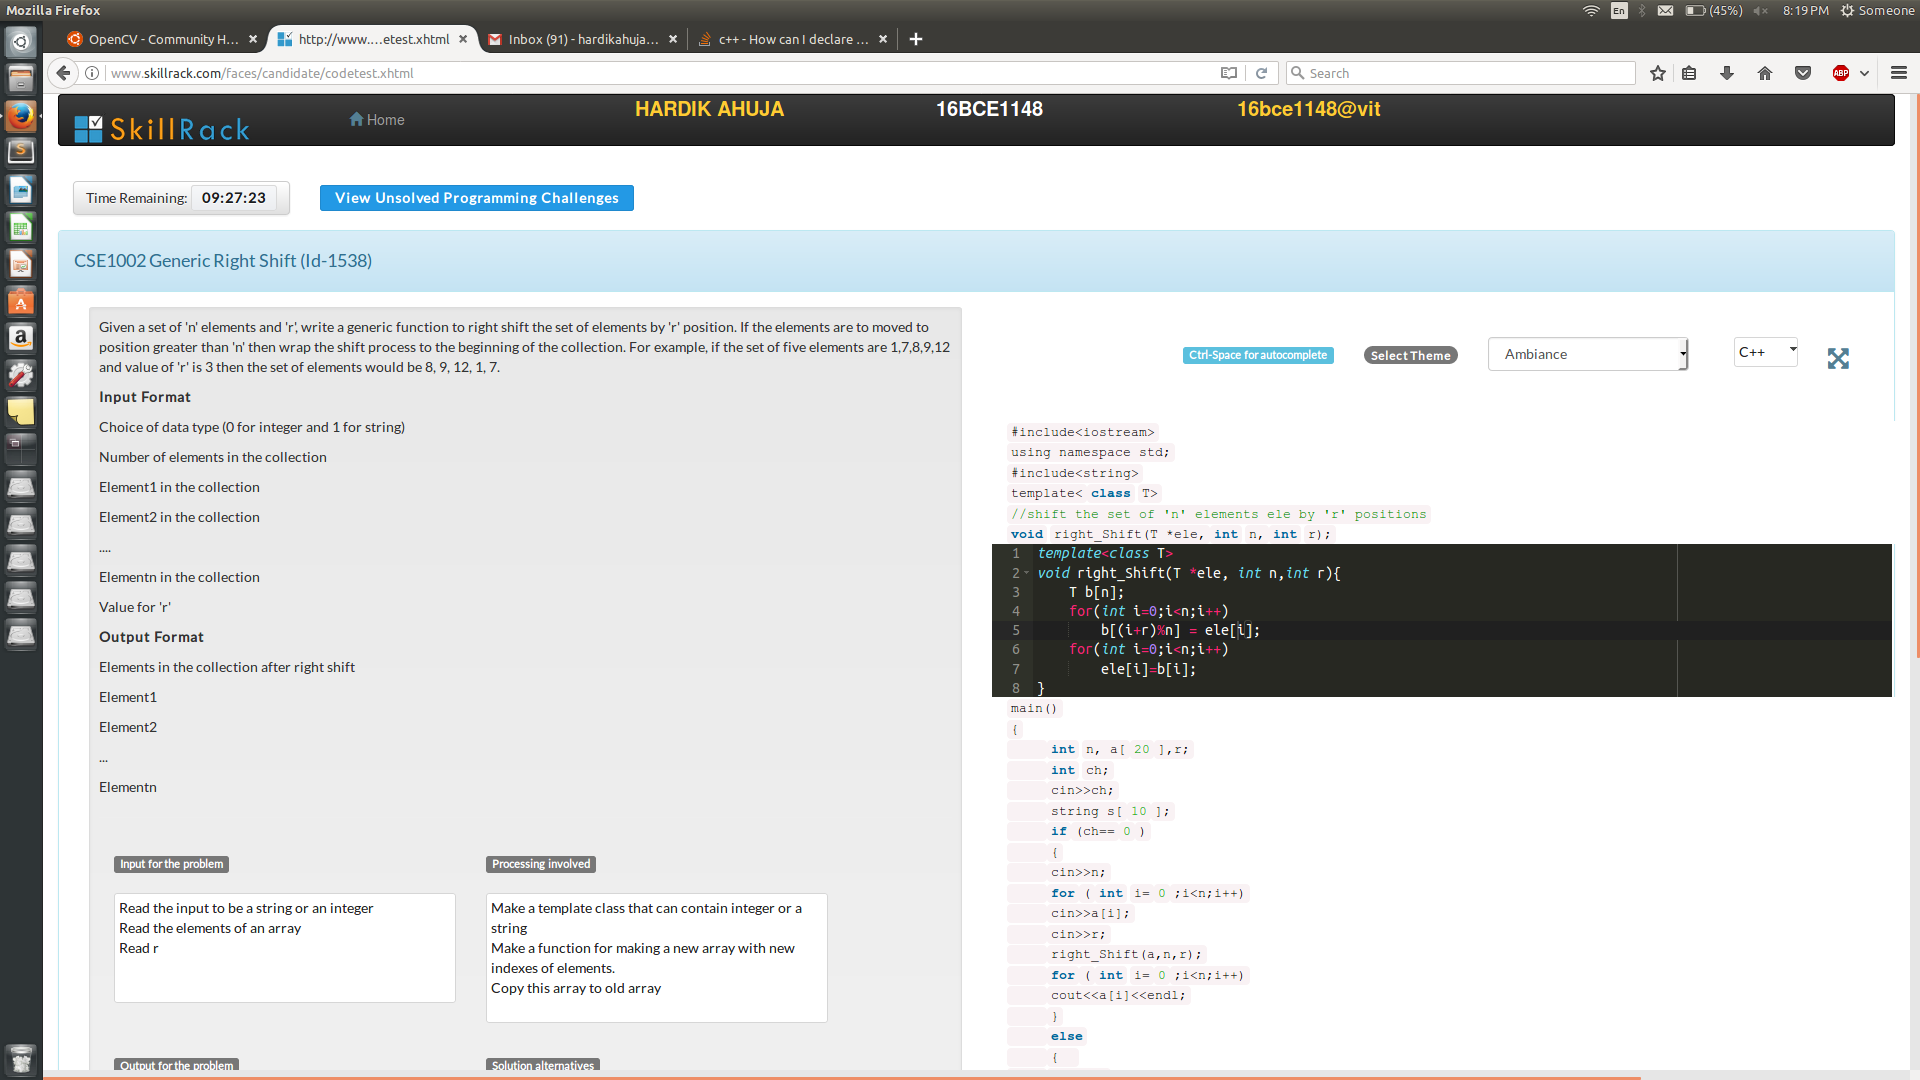 Mozilla Firefox
En
(45%)
8:19 PM
Someone
OpenCV - Community H...
http://www....etest.xhtml
Inbox (91) - hardikahuja...
c++ - How can I declare ...
www.skillrack.com/faces/candidate/codetest.xhtml
Search
ABP
SkillRack
Home
HARDIK AHUJA
16BCE1148
16bce1148@vit
Time Remaining: 09:27:23
View Unsolved Programming Challenges
CSE1002 Generic Right Shift (Id-1538)
Given a set of 'n' elements and 'r', write a generic function to right shift the set of elements by 'r' position. If the elements are to moved to
position greater than 'n' then wrap the shift process to the beginning of the collection. For example, if the set of five elements are 1,7,8,9,12
and value of 'r' is 3 then the set of elements would be 8, 9, 12, 1, 7.
Input Format
Choice of data type (0 for integer and 1 for string)
Number of elements in the collection
Element1 in the collection
Element2 in the collection
....
Elementn in the collection
Value for 'r'
Output Format
Elements in the collection after right shift
Element1
Element2
...
Elementn
Input for the problem
Read the input to be a string or an integer
Read the elements of an array
Read r
Processing involved
Make a template class that can contain integer or a
string
Make a function for making a new array with new
indexes of elements.
Copy this array to old array
Output for the problem
Solution alternatives
Ctrl-Space for autocomplete
Select Theme
Ambiance
C++
#include<iostream>
using namespace std;
#include<string>
template< class T>
//shift the set of 'n' elements ele by 'r' positions
void right_Shift(T *ele, int n, int r);
1 template<class T>
2 void right_Shift(T *ele, int n,int r){
3 T b[n];
4 for(int i=0;i<n;i++)
5 b[(i+r)%n] = ele[i];
6 for(int i=0;i<n;i++)
7 ele[i]=b[i];
8 }
main()
{
int n, a[ 20 ],r;
int ch;
cin>>ch;
string s[ 10 ];
if (ch== 0 )
{
cin>>n;
for ( int i= 0 ;i<n;i++)
cin>>a[i];
cin>>r;
right_Shift(a,n,r);
for ( int i= 0 ;i<n;i++)
cout<<a[i]<<endl;
}
else
{